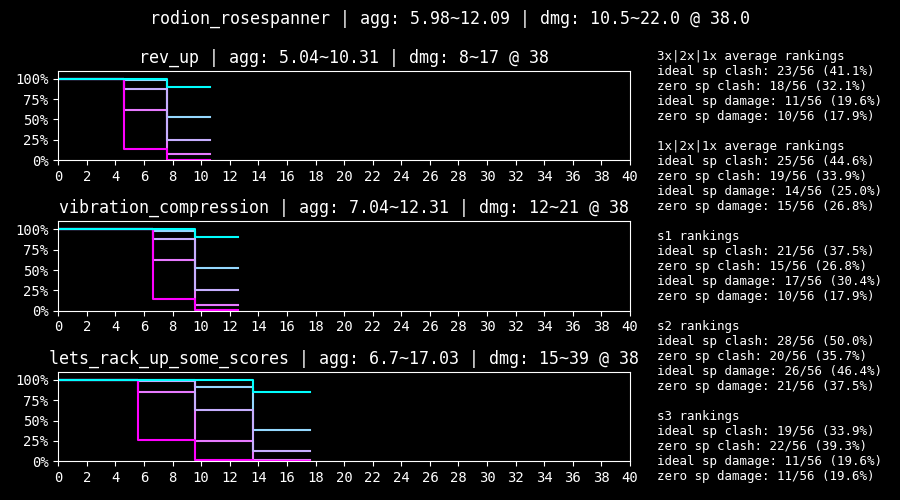 rodion_rosespanner | agg: 5.98~12.09 | dmg: 10.5~22.0 @ 38.0
rev_up | agg: 5.04~10.31 | dmg: 8~17 @ 38
100%
75%
50%
25%
0%
0 2 4 6 8 10 12 14 16 18 20 22 24 26 28 30 32 34 36 38 40
vibration_compression | agg: 7.04~12.31 | dmg: 12~21 @ 38
100%
75%
50%
25%
0%
0 2 4 6 8 10 12 14 16 18 20 22 24 26 28 30 32 34 36 38 40
lets_rack_up_some_scores | agg: 6.7~17.03 | dmg: 15~39 @ 38
100%
75%
50%
25%
0%
0 2 4 6 8 10 12 14 16 18 20 22 24 26 28 30 32 34 36 38 40
3x|2x|1x average rankings
ideal sp clash: 23/56 (41.1%)
zero sp clash: 18/56 (32.1%)
ideal sp damage: 11/56 (19.6%)
zero sp damage: 10/56 (17.9%)
1x|2x|1x average rankings
ideal sp clash: 25/56 (44.6%)
zero sp clash: 19/56 (33.9%)
ideal sp damage: 14/56 (25.0%)
zero sp damage: 15/56 (26.8%)
s1 rankings
ideal sp clash: 21/56 (37.5%)
zero sp clash: 15/56 (26.8%)
ideal sp damage: 17/56 (30.4%)
zero sp damage: 10/56 (17.9%)
s2 rankings
ideal sp clash: 28/56 (50.0%)
zero sp clash: 20/56 (35.7%)
ideal sp damage: 26/56 (46.4%)
zero sp damage: 21/56 (37.5%)
s3 rankings
ideal sp clash: 19/56 (33.9%)
zero sp clash: 22/56 (39.3%)
ideal sp damage: 11/56 (19.6%)
zero sp damage: 11/56 (19.6%)